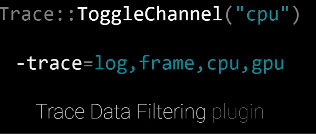 Trace::ToggleChannel("cpu")
-trace=log,frame,cpu,gpu
Trace Data Filtering plugin